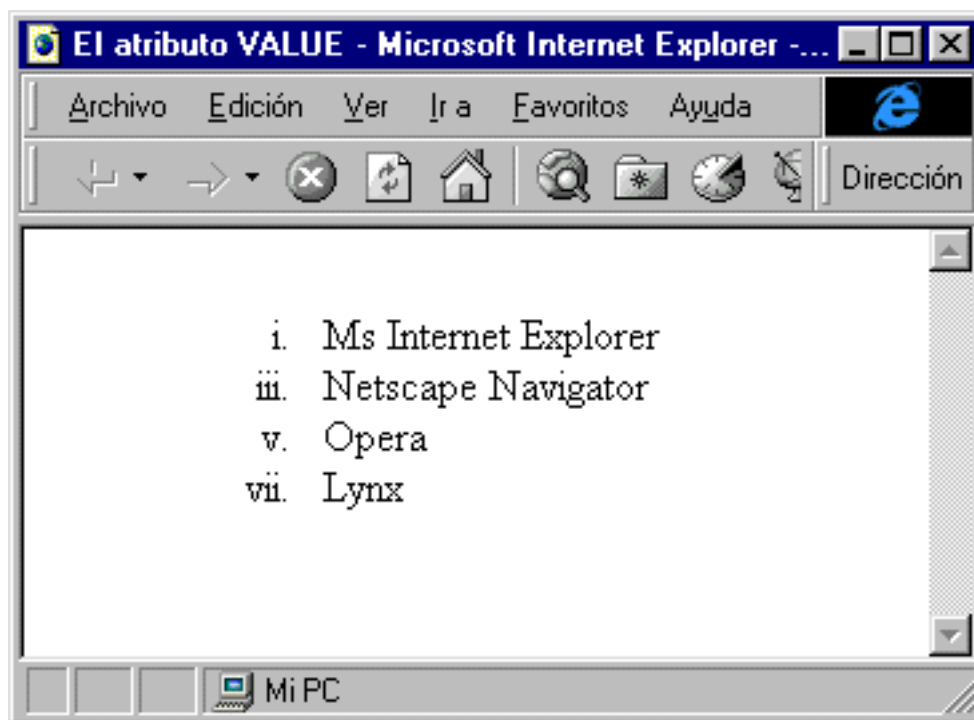 El atributo VALUE - Microsoft Internet Explorer -...
Archivo Edición Ver Ir a Favoritos Ayuda
Dirección
i. Ms Internet Explorer
iii. Netscape Navigator
v. Opera
vii. Lynx
Mi PC